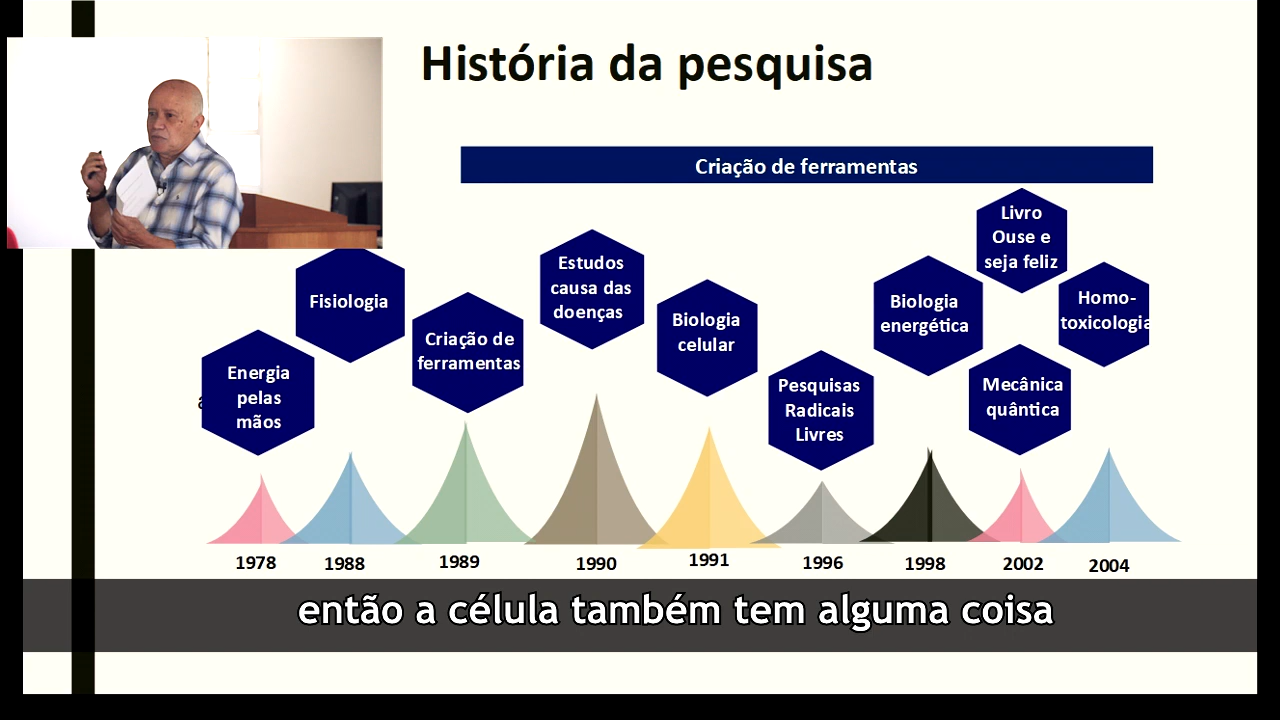 História da pesquisa
Criação de ferramentas
Energia
pelas
mãos
Fisiologia
Criação de
ferramentas
Estudos
causa das
doenças
Biologia
celular
Pesquisas
Radicais
Livres
Biologia
energética
Livro
Ouse e
seja feliz
Mecânica
quântica
Homo-
toxicologia
1978
1988
1989
1990
1991
1996
1998
2002
2004
então a célula também tem alguma coisa